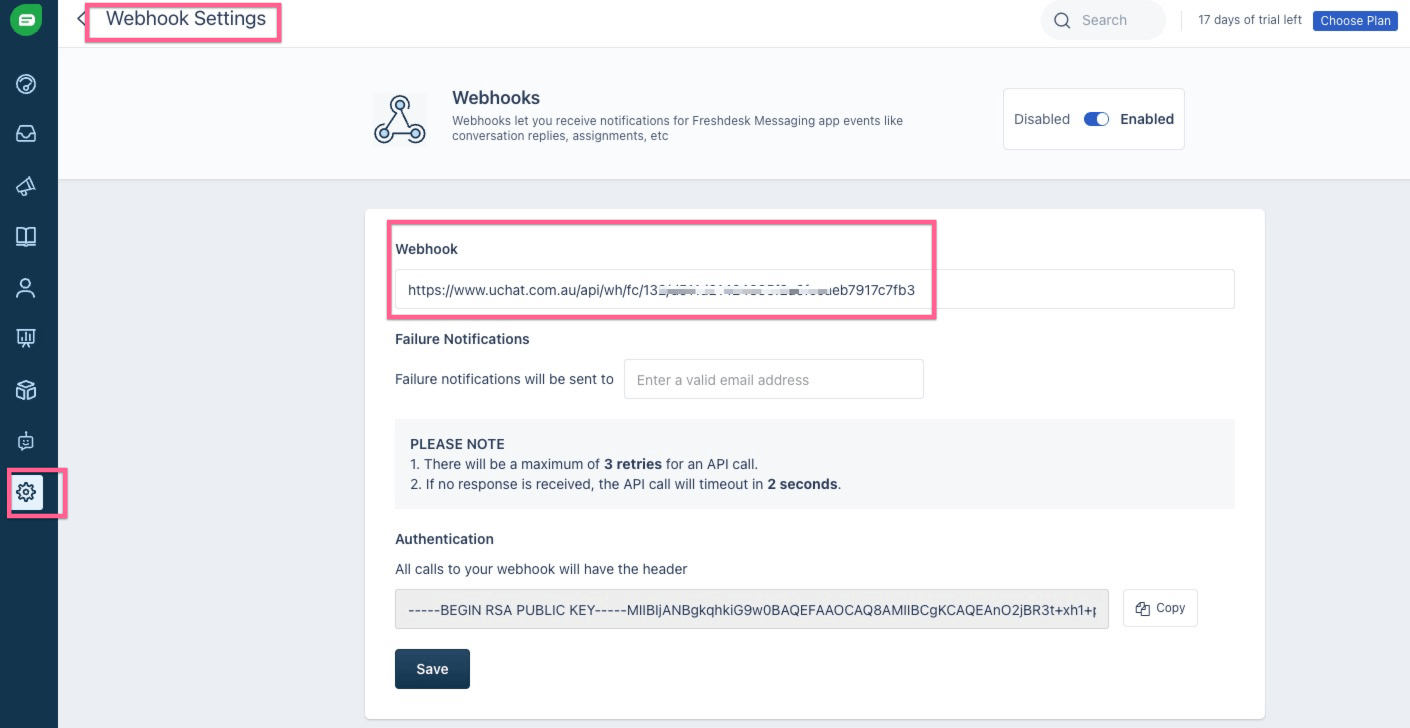 Webhook Settings
Search
17 days of trial left
Choose Plan
Webhooks
Webhooks let you receive notifications for Freshdesk Messaging app events like
conversation replies, assignments, etc
Disabled
Enabled
Webhook
https://www.uchat.com.au/api/wh/fc/13
eb7917c7fb3
Failure Notifications
Failure notifications will be sent to
Enter a valid email address
PLEASE NOTE
1. There will be a maximum of 3 retries for an API call.
2. If no response is received, the API call will timeout in 2 seconds.
Authentication
All calls to your webhook will have the header
-----BEGIN RSA PUBLIC KEY-----MIIBIjANBgkqhkiG9w0BAQEFAAOCAQ8AMIIBCgKCAQEAnO2jBR3t+xh1+
Copy
Save